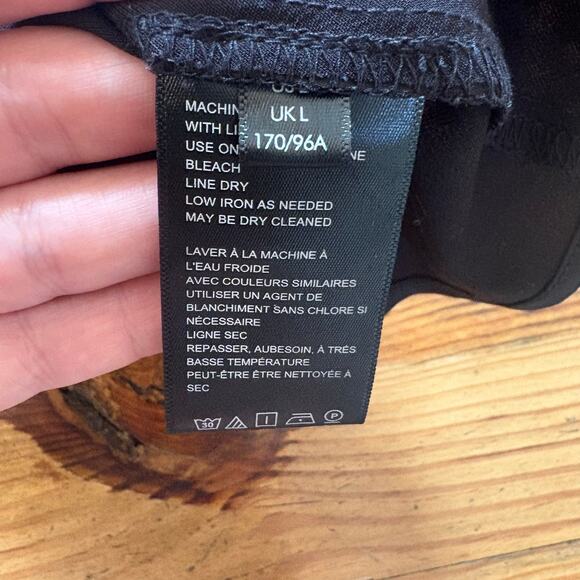 UK L
170/96A
MACHIN
WITH LI
USE ON NE
BLEACH
LINE DRY
LOW IRON AS NEEDED
MAY BE DRY CLEANED
LAVER À LA MACHINE À
L'EAU FROIDE
AVEC COULEURS SIMILAIRES
UTILISER UN AGENT DE
BLANCHIMENT SANS CHLORE SI
NÉCESSAIRE
LIGNE SEC
REPASSER, AUBESOIN, À TRÉS
BASSE TEMPÉRATURE
PEUT-ÊTRE ÊTRE NETTOYÉE À
SEC
30 P